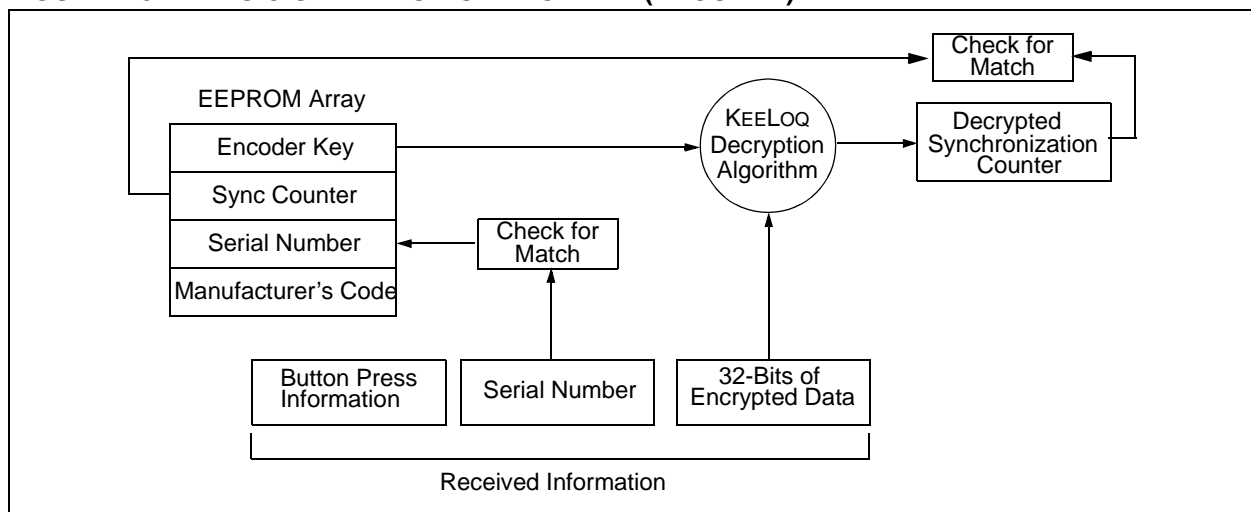 Check for
Match
EEPROM Array
KEELOQ
Decryption
Algorithm
Decrypted
Synchronization
Counter
Encoder Key
Sync Counter
Serial Number
Manufacturer's Code
Check for
Match
Button Press
Information
Serial Number
32-Bits of
Encrypted Data
Received Information